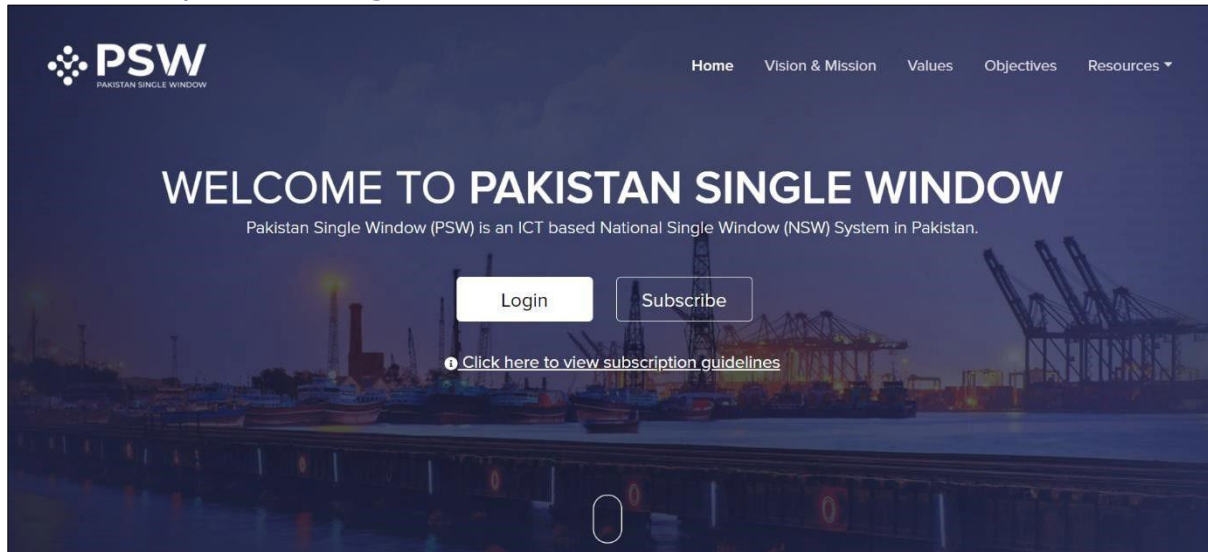 PSW
PAKISTAN SINGLE WINDOW
Home Vision & Mission Values Objectives Resources
WELCOME TO PAKISTAN SINGLE WINDOW
Pakistan Single Window (PSW) is an ICT based National Single Window (NSW) System in Pakistan.
Login Subscribe
Click here to view subscription guidelines